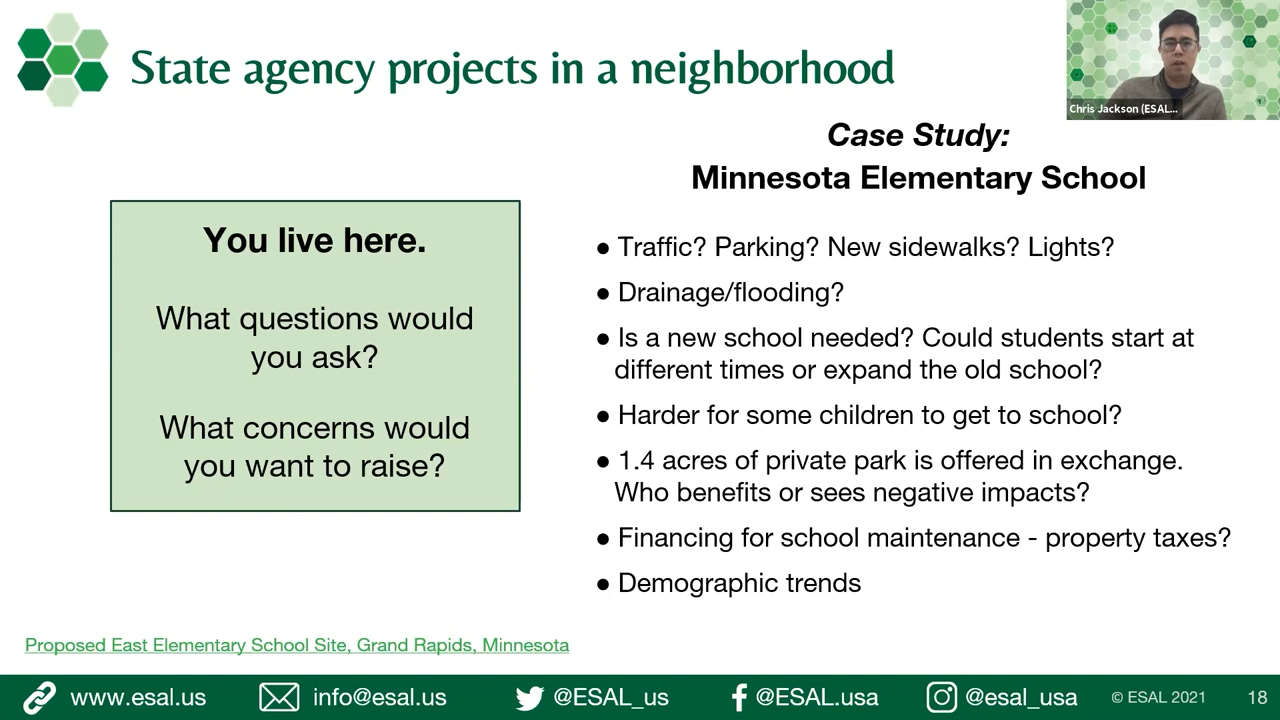 State agency projects in a neighborhood
Chris Jackson (ESAL...
Case Study:
Minnesota Elementary School
You live here.
What questions would
you ask?
What concerns would
you want to raise?
● Traffic? Parking? New sidewalks? Lights?
● Drainage/flooding?
● Is a new school needed? Could students start at
different times or expand the old school?
● Harder for some children to get to school?
● 1.4 acres of private park is offered in exchange.
Who benefits or sees negative impacts?
● Financing for school maintenance - property taxes?
● Demographic trends
Proposed East Elementary School Site, Grand Rapids, Minnesota
www.esal.us info@esal.us @ESAL_us @ESAL.usa @esal_usa © ESAL 2021 18